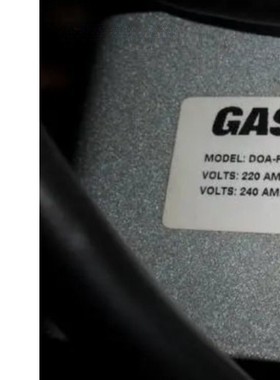 GAS
MODEL: DOA-
VOLTS: 220 AM
VOLTS: 240 AM